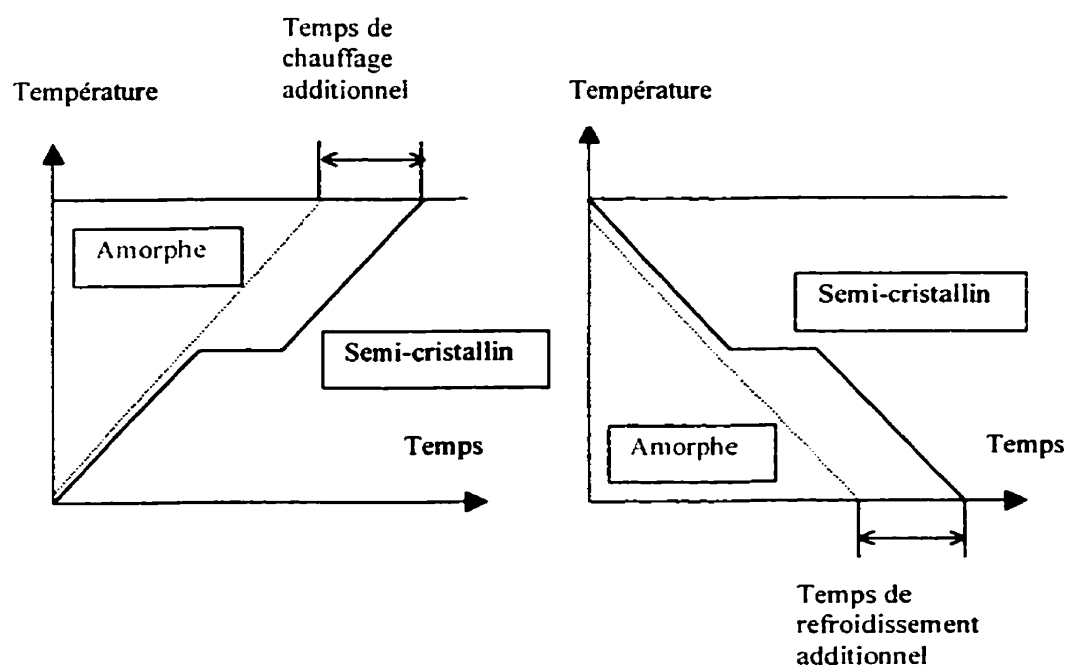 Temps de
chauffage
additionnel
Température
Amorphe
Semi-cristallin
Temps
Température
Semi-cristallin
Amorphe
Temps
Temps de
refroidissement
additionnel